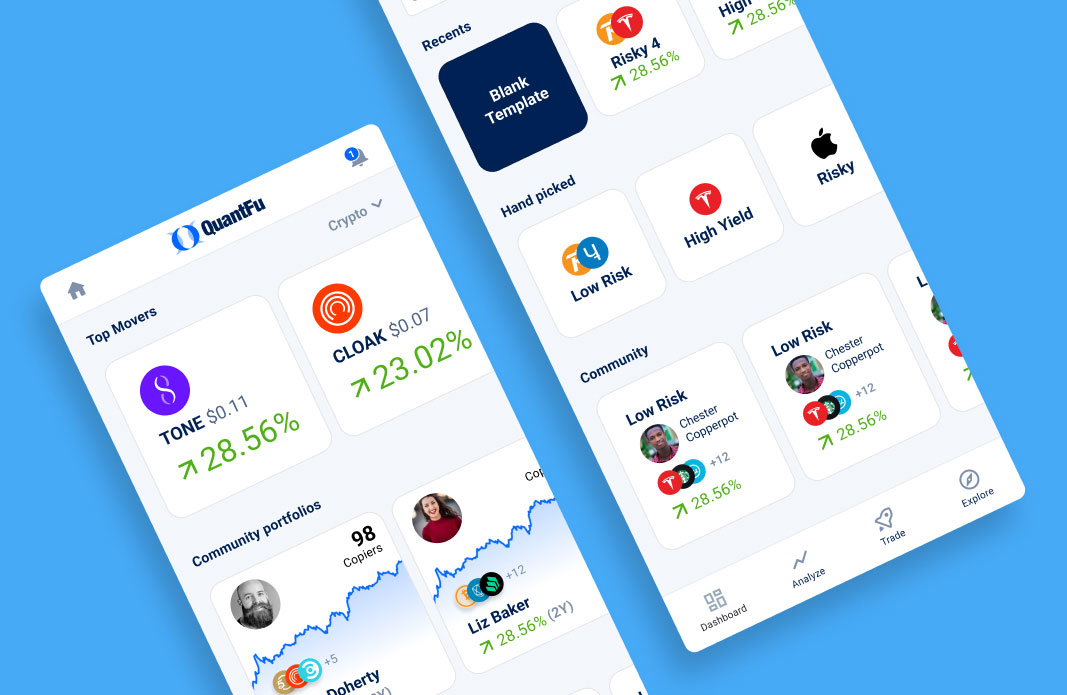 1
QuantFu
Crypto
Top Movers
TONE $0.11
28.56%
CLOAK $0.07
23.02%
Community portfolios
98
Copiers
+5
Doherty
+12
Liz Baker
28.56% (2Y)
Recents
Blank
Template
Risky 4
28.56%
High
28.56%
Hand picked
Low Risk
High Yield
Risky
Community
Low Risk
Chester
Copperpot
+12
28.56%
Low Risk
Chester
Copperpot
+12
28.56%
Dashboard
Analyze
Trade
Explore